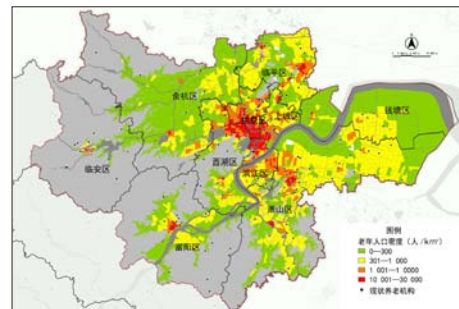 临平区
余杭区
钱塘区
拱墅区
上城区
临安区
西湖区
滨江区
萧山区
富阳区
图例
老年人口密度（人/km²）
0—300
301—1 000
1 001—1 0000
10 001—30 000
现状养老机构